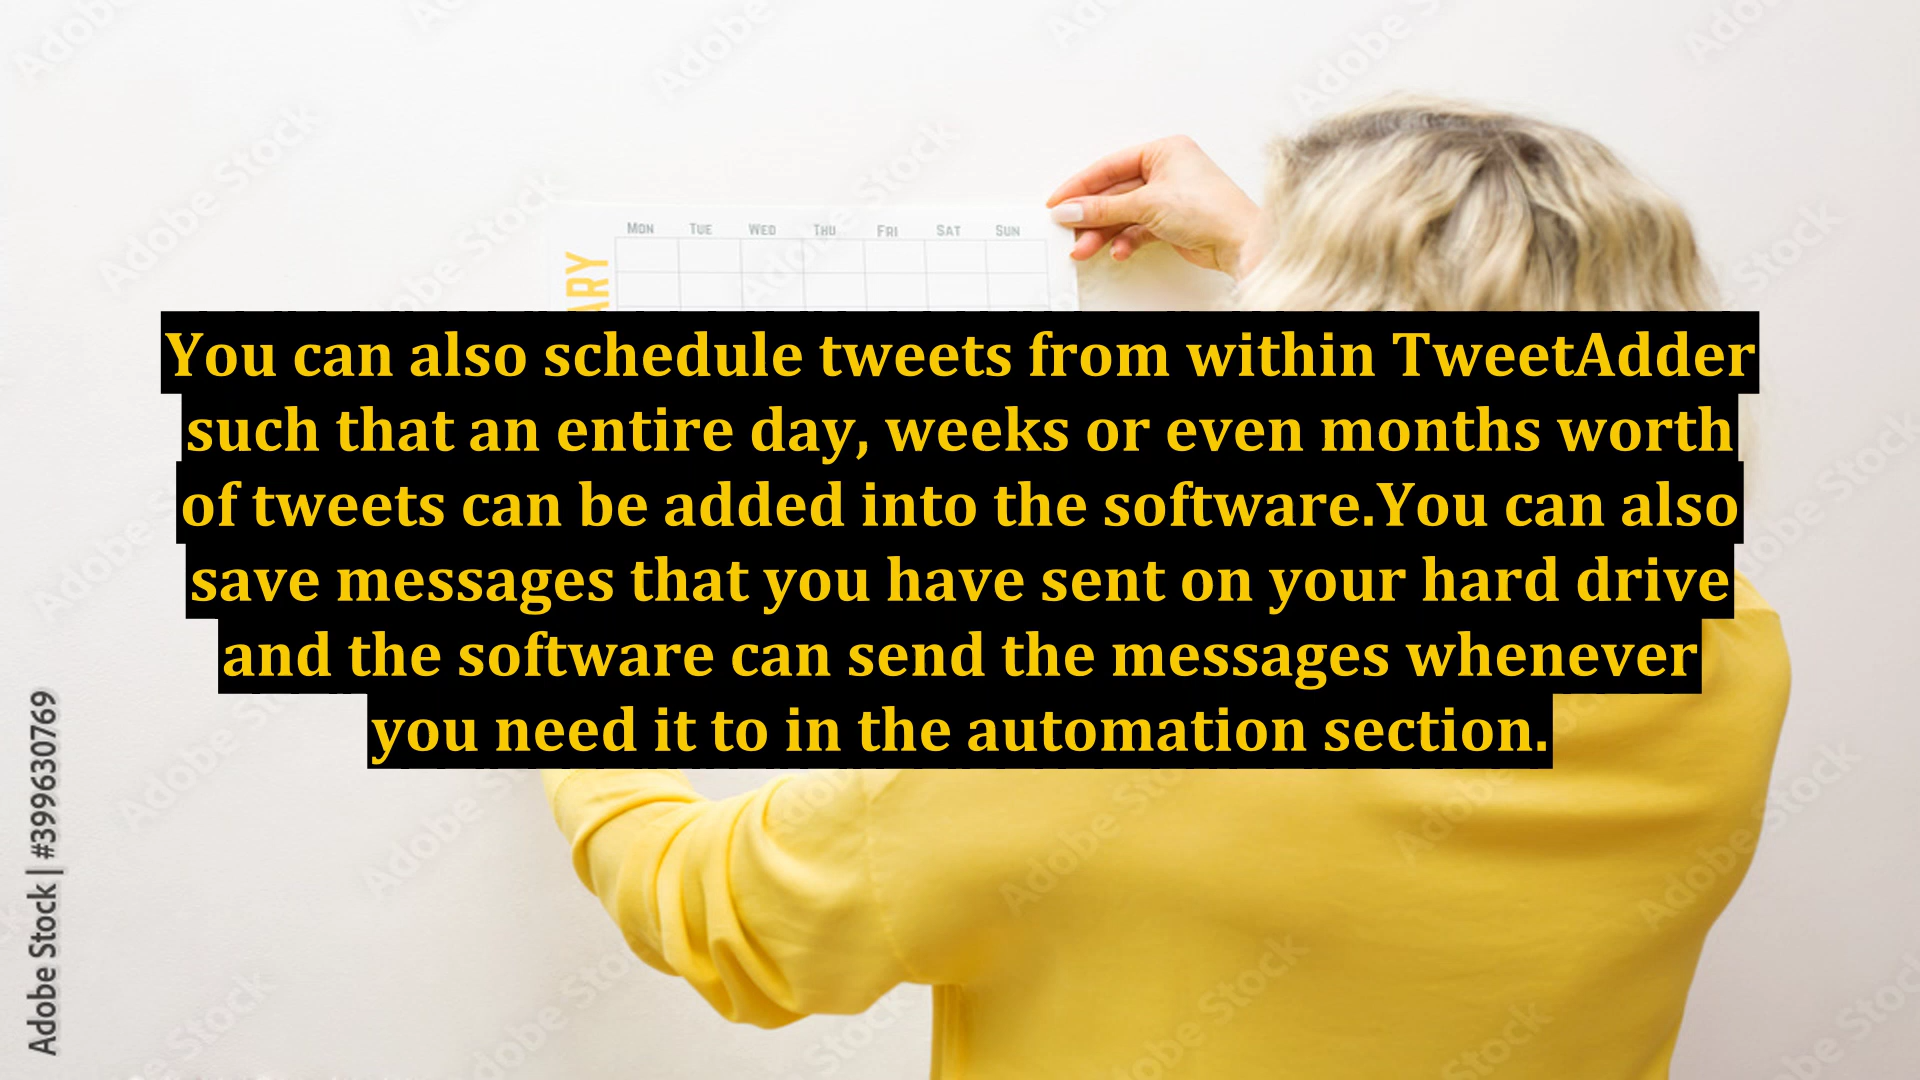 Adobe Stock
MON TUE WED THU FRI SAT SUN
ARY
You can also schedule tweets from within TweetAdder
such that an entire day, weeks or even months worth
of tweets can be added into the software.You can also
save messages that you have sent on your hard drive
and the software can send the messages whenever
you need it to in the automation section.
Adobe Stock | #399630769